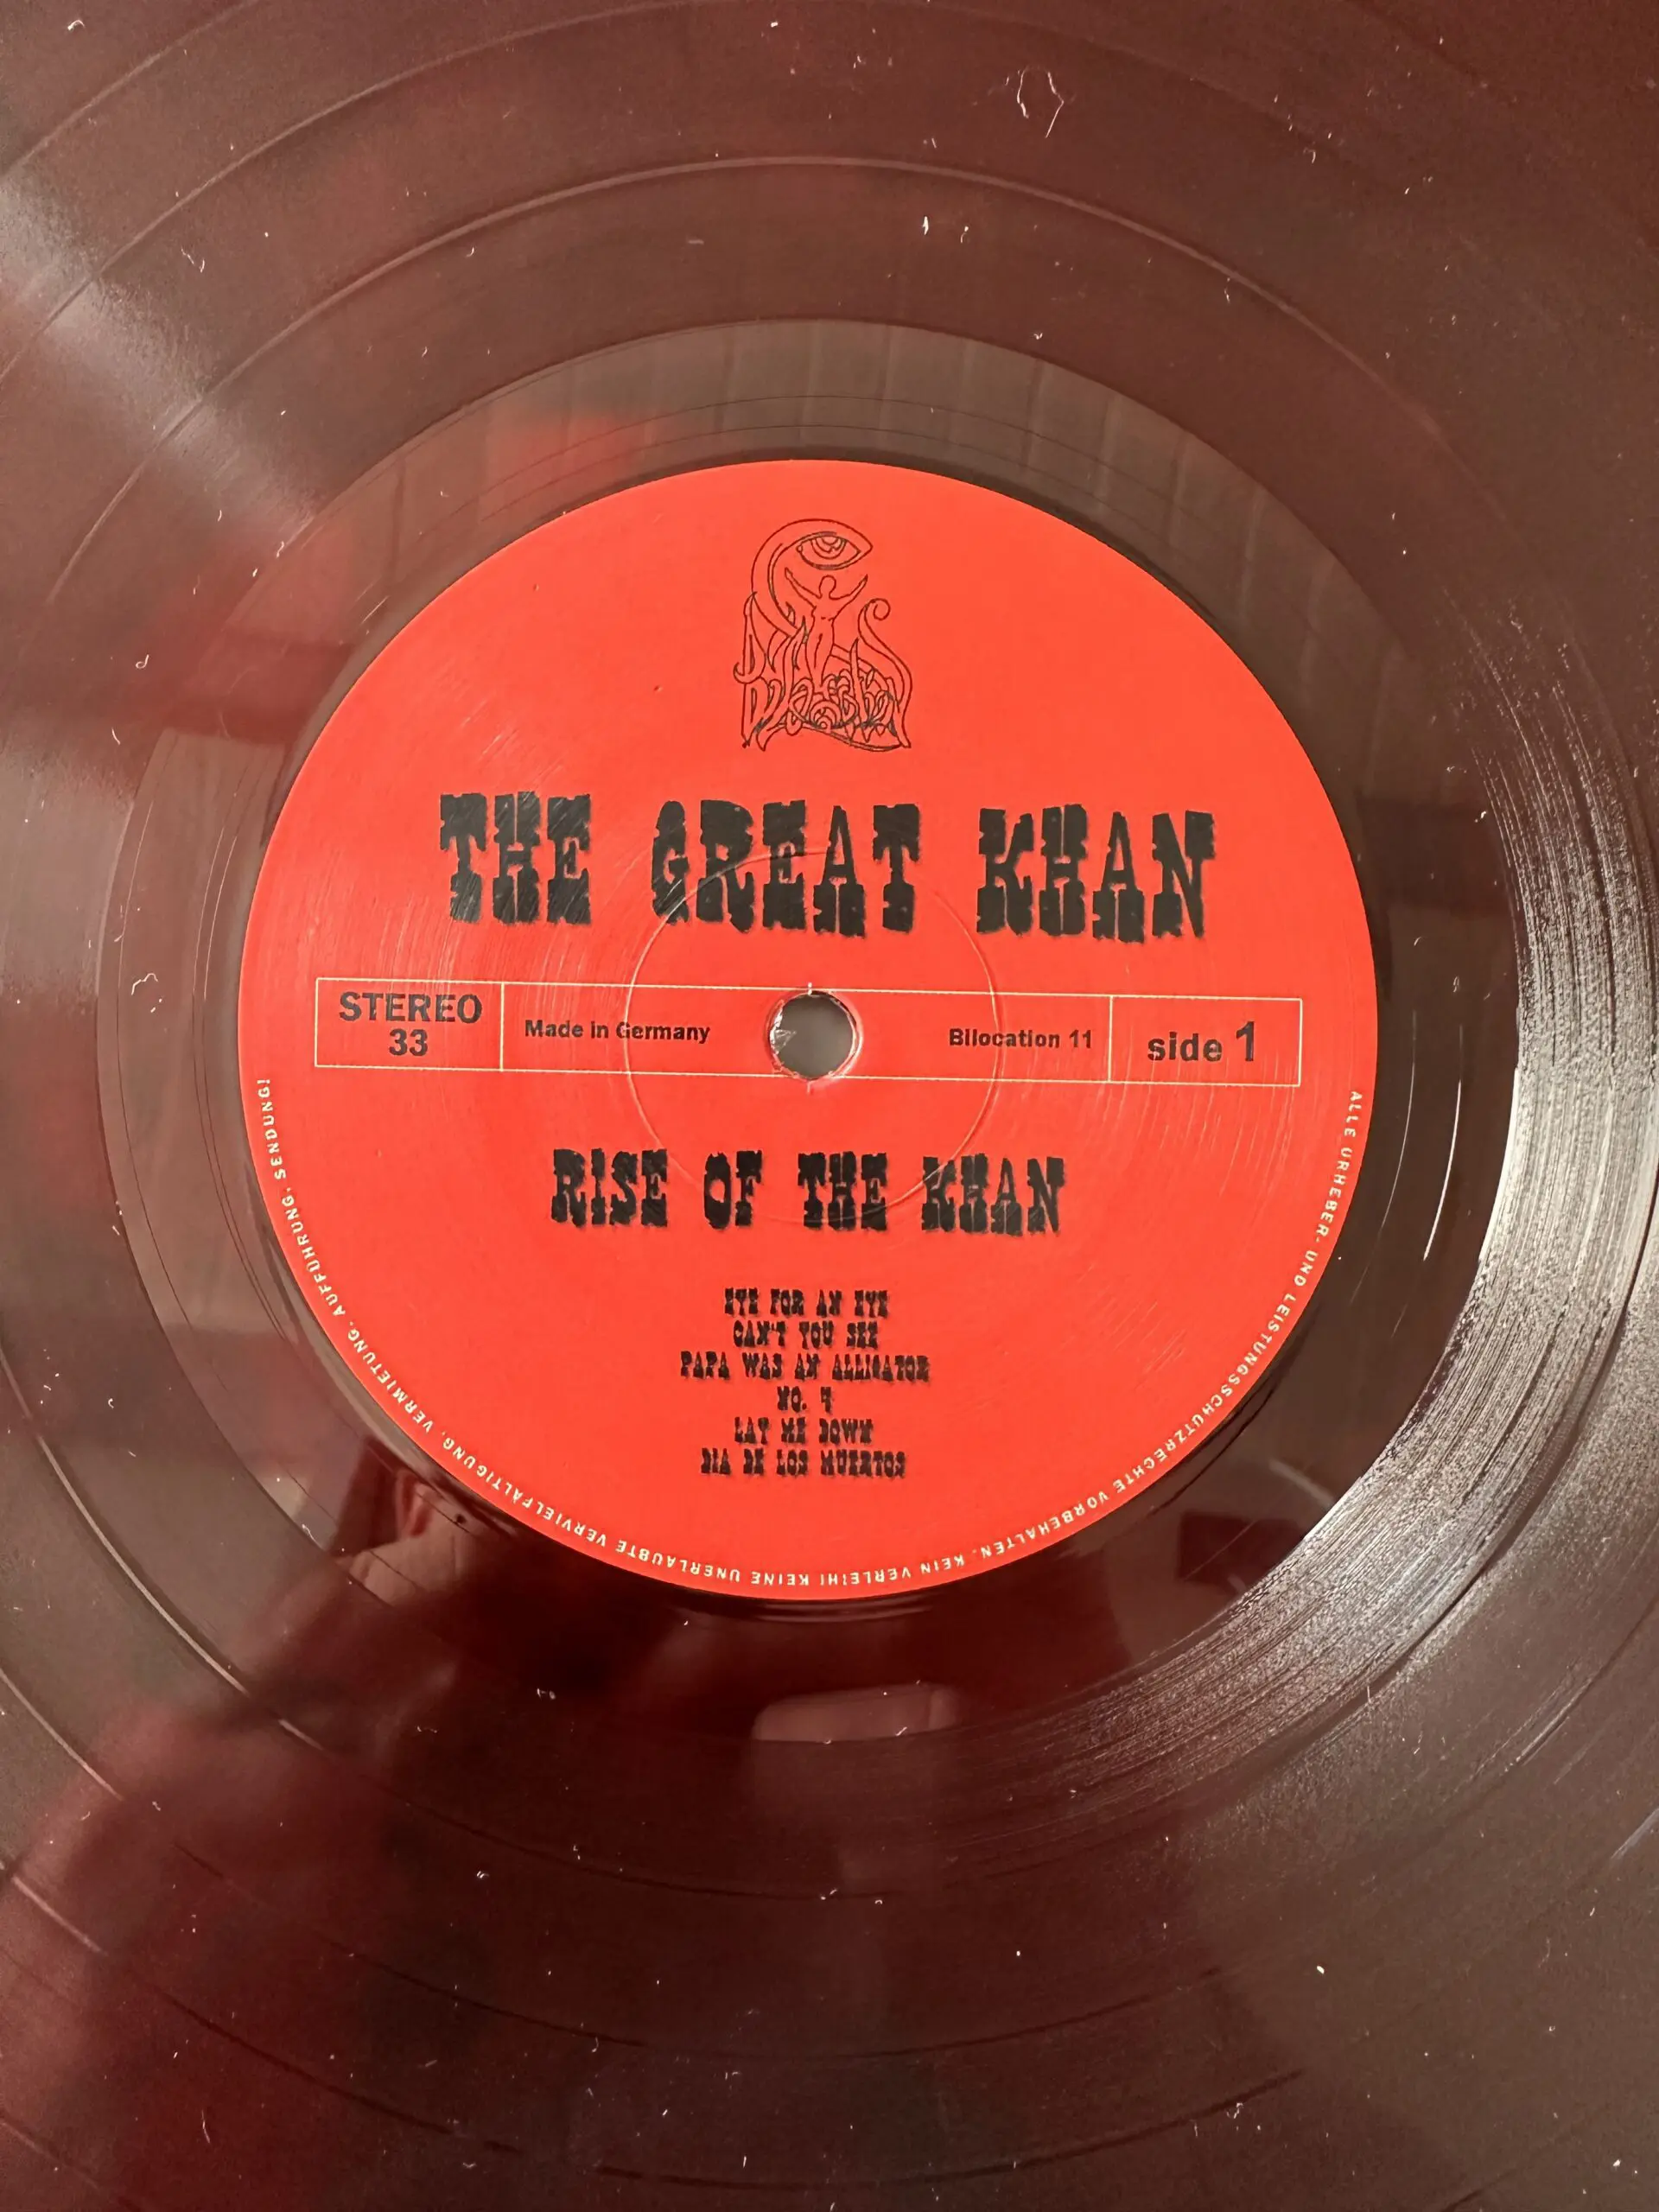 Bilocation
THE GREAT KHAN
STEREO
33
Made in Germany
Bilocation 11
side 1
RISE OF THE KHAN
EYE FOR AN EYE
CAN'T YOU SEE
PAPA WAS AN ALLIGATOR
NO. 7
LAY ME DOWN
DIA DE LOS MUERTOS
ALLE URHEBER- UND LEISTUNGSSCHUTZRECHTE VORBEHALTEN. KEIN VERLEIH! KEINE UNERLAUBTE VERVIELFÄLTIGUNG, VERMIETUNG, AUFFÜHRUNG, SENDUNG!